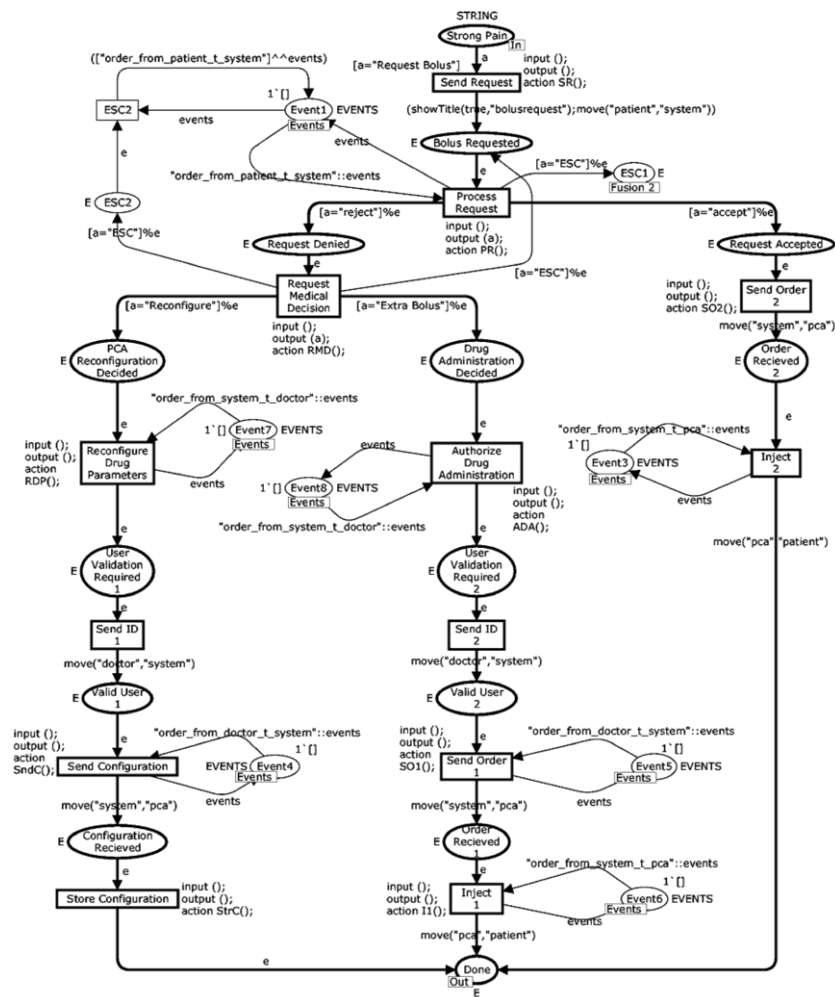 STRING
Strong Pain
In
a
[a="Request Bolus"]
input ();
output ();
action SR();
Send Request
(["order_from_patient_t_system"]^^events)
(showTitle(true,"bolusrequest");move("patient","system"))
1`[]
ESC2
Event1
EVENTS
Events
events
events
E
Bolus Requested
e
[a="ESC"]%e
ESC1
E
Fusion 2
"order_from_patient_t_system"::events
e
E
ESC2
Process
Request
[a="reject"]%e
input ();
output (a);
action PR();
[a="accept"]%e
[a="ESC"]%e
E
Request Denied
E
Request Accepted
e
[a="ESC"]%e
e
Request
Medical
Decision
input ();
output ();
action SO2();
Send Order
2
[a="Reconfigure"]%e
[a="Extra Bolus"]%e
input ();
output (a);
action RMD();
move("system","pca")
E
PCA
Reconfiguration
Decided
E
Drug
Administration
Decided
E
Order
Recieved
2
e
"order_from_system_t_doctor"::events
e
e
1`[]
Event7
EVENTS
Events
"order_from_system_t_pca"::events
input ();
output ();
action
RDP();
Reconfigure
Drug
Parameters
events
events
Authorize
Drug
Administration
1`[]
Event3
EVENTS
Events
Inject
2
1`[]
Event8
EVENTS
Events
events
input ();
output ();
action
ADA();
"order_from_system_t_doctor"::events
e
e
move("pca","patient")
E
User
Validation
Required
1
E
User
Validation
Required
2
e
e
Send ID
1
Send ID
2
move("doctor","system")
move("doctor","system")
E
Valid User
1
E
Valid User
2
e
"order_from_doctor_t_system"::events
e
"order_from_doctor_t_system"::events
input ();
output ();
action
SndC();
Send Configuration
1`[]
EVENTS
Event4
Events
events
input ();
output ();
action
SO1();
Send Order
1
1`[]
Event5
EVENTS
Events
events
move("system","pca")
move("system","pca")
E
Configuration
Recieved
E
Order
Recieved
1
e
e
"order_from_system_t_pca"::events
Store Configuration
input ();
output ();
action StrC();
input ();
output ();
action I1();
Inject
1
1`[]
Event6
EVENTS
Events
events
move("pca","patient")
e
Done
Out
E